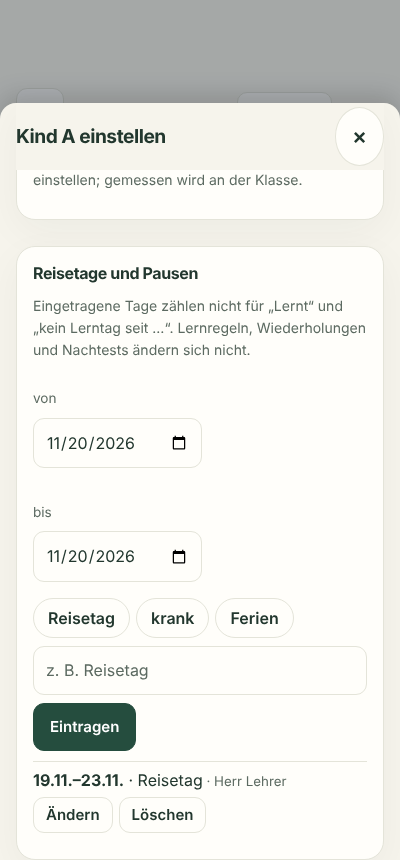 Kind A einstellen
×
einstellen; gemessen wird an der Klasse.
Reisetage und Pausen
Eingetragene Tage zählen nicht für „Lernt“ und
„kein Lerntag seit …“. Lernregeln, Wiederholungen
und Nachtests ändern sich nicht.
von
11/20/2026
bis
11/20/2026
Reisetag krank Ferien
z. B. Reisetag
Eintragen
19.11.–23.11. · Reisetag · Herr Lehrer
Ändern Löschen